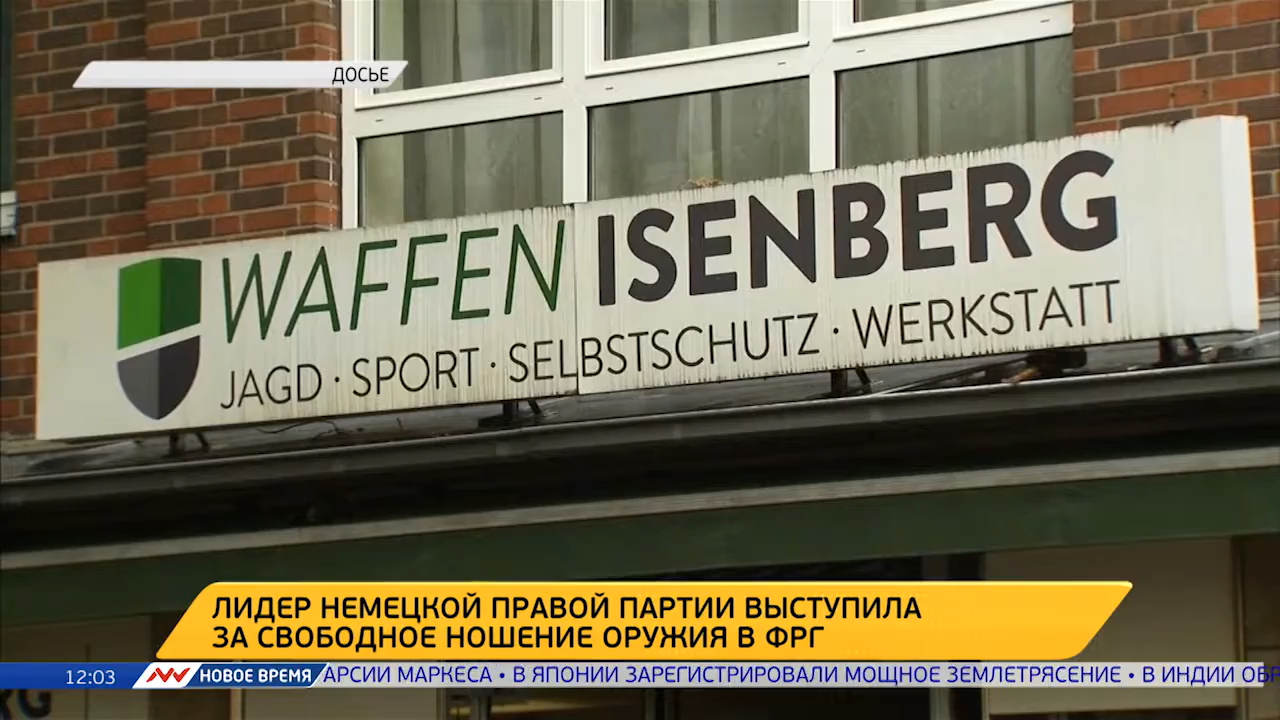 ДОСЬЕ
WAFFEN ISENBERG
JAGD · SPORT · SELBSTSCHUTZ · WERKSTATT
ЛИДЕР НЕМЕЦКОЙ ПРАВОЙ ПАРТИИ ВЫСТУПИЛА
ЗА СВОБОДНОЕ НОШЕНИЕ ОРУЖИЯ В ФРГ
12:03 НОВОЕ ВРЕМЯ АРСИИ МАРКЕСА • В ЯПОНИИ ЗАРЕГИСТРИРОВАЛИ МОЩНОЕ ЗЕМЛЕТРЯСЕНИЕ • В ИНДИИ